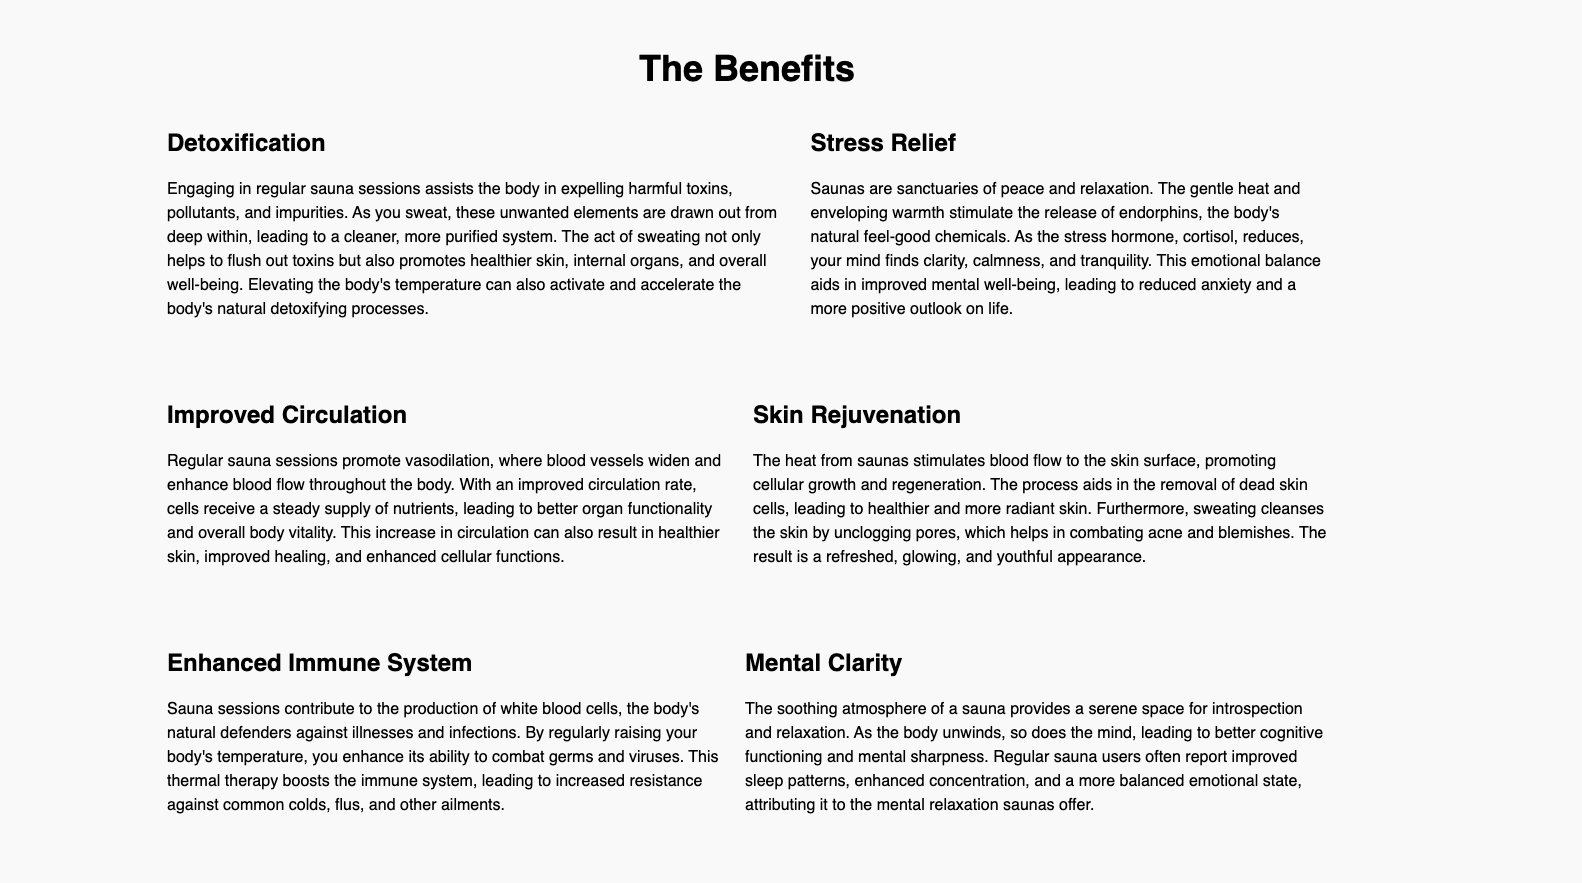 The Benefits
Detoxification
Engaging in regular sauna sessions assists the body in expelling harmful toxins,
pollutants, and impurities. As you sweat, these unwanted elements are drawn out from
deep within, leading to a cleaner, more purified system. The act of sweating not only
helps to flush out toxins but also promotes healthier skin, internal organs, and overall
well-being. Elevating the body's temperature can also activate and accelerate the
body's natural detoxifying processes.
Stress Relief
Saunas are sanctuaries of peace and relaxation. The gentle heat and
enveloping warmth stimulate the release of endorphins, the body's
natural feel-good chemicals. As the stress hormone, cortisol, reduces,
your mind finds clarity, calmness, and tranquility. This emotional balance
aids in improved mental well-being, leading to reduced anxiety and a
more positive outlook on life.
Improved Circulation
Regular sauna sessions promote vasodilation, where blood vessels widen and
enhance blood flow throughout the body. With an improved circulation rate,
cells receive a steady supply of nutrients, leading to better organ functionality
and overall body vitality. This increase in circulation can also result in healthier
skin, improved healing, and enhanced cellular functions.
Skin Rejuvenation
The heat from saunas stimulates blood flow to the skin surface, promoting
cellular growth and regeneration. The process aids in the removal of dead skin
cells, leading to healthier and more radiant skin. Furthermore, sweating cleanses
the skin by unclogging pores, which helps in combating acne and blemishes. The
result is a refreshed, glowing, and youthful appearance.
Enhanced Immune System
Sauna sessions contribute to the production of white blood cells, the body's
natural defenders against illnesses and infections. By regularly raising your
body's temperature, you enhance its ability to combat germs and viruses. This
thermal therapy boosts the immune system, leading to increased resistance
against common colds, flus, and other ailments.
Mental Clarity
The soothing atmosphere of a sauna provides a serene space for introspection
and relaxation. As the body unwinds, so does the mind, leading to better cognitive
functioning and mental sharpness. Regular sauna users often report improved
sleep patterns, enhanced concentration, and a more balanced emotional state,
attributing it to the mental relaxation saunas offer.